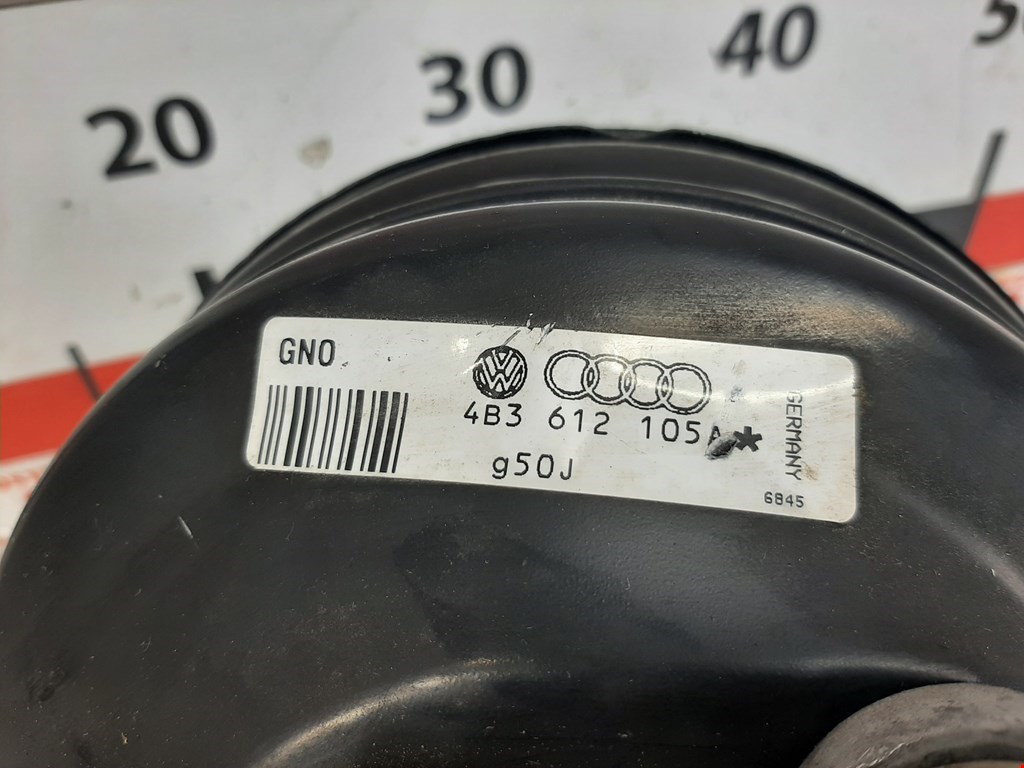 20 30 40
GNO
4B3 612 105A*
g50J
GERMANY
6845